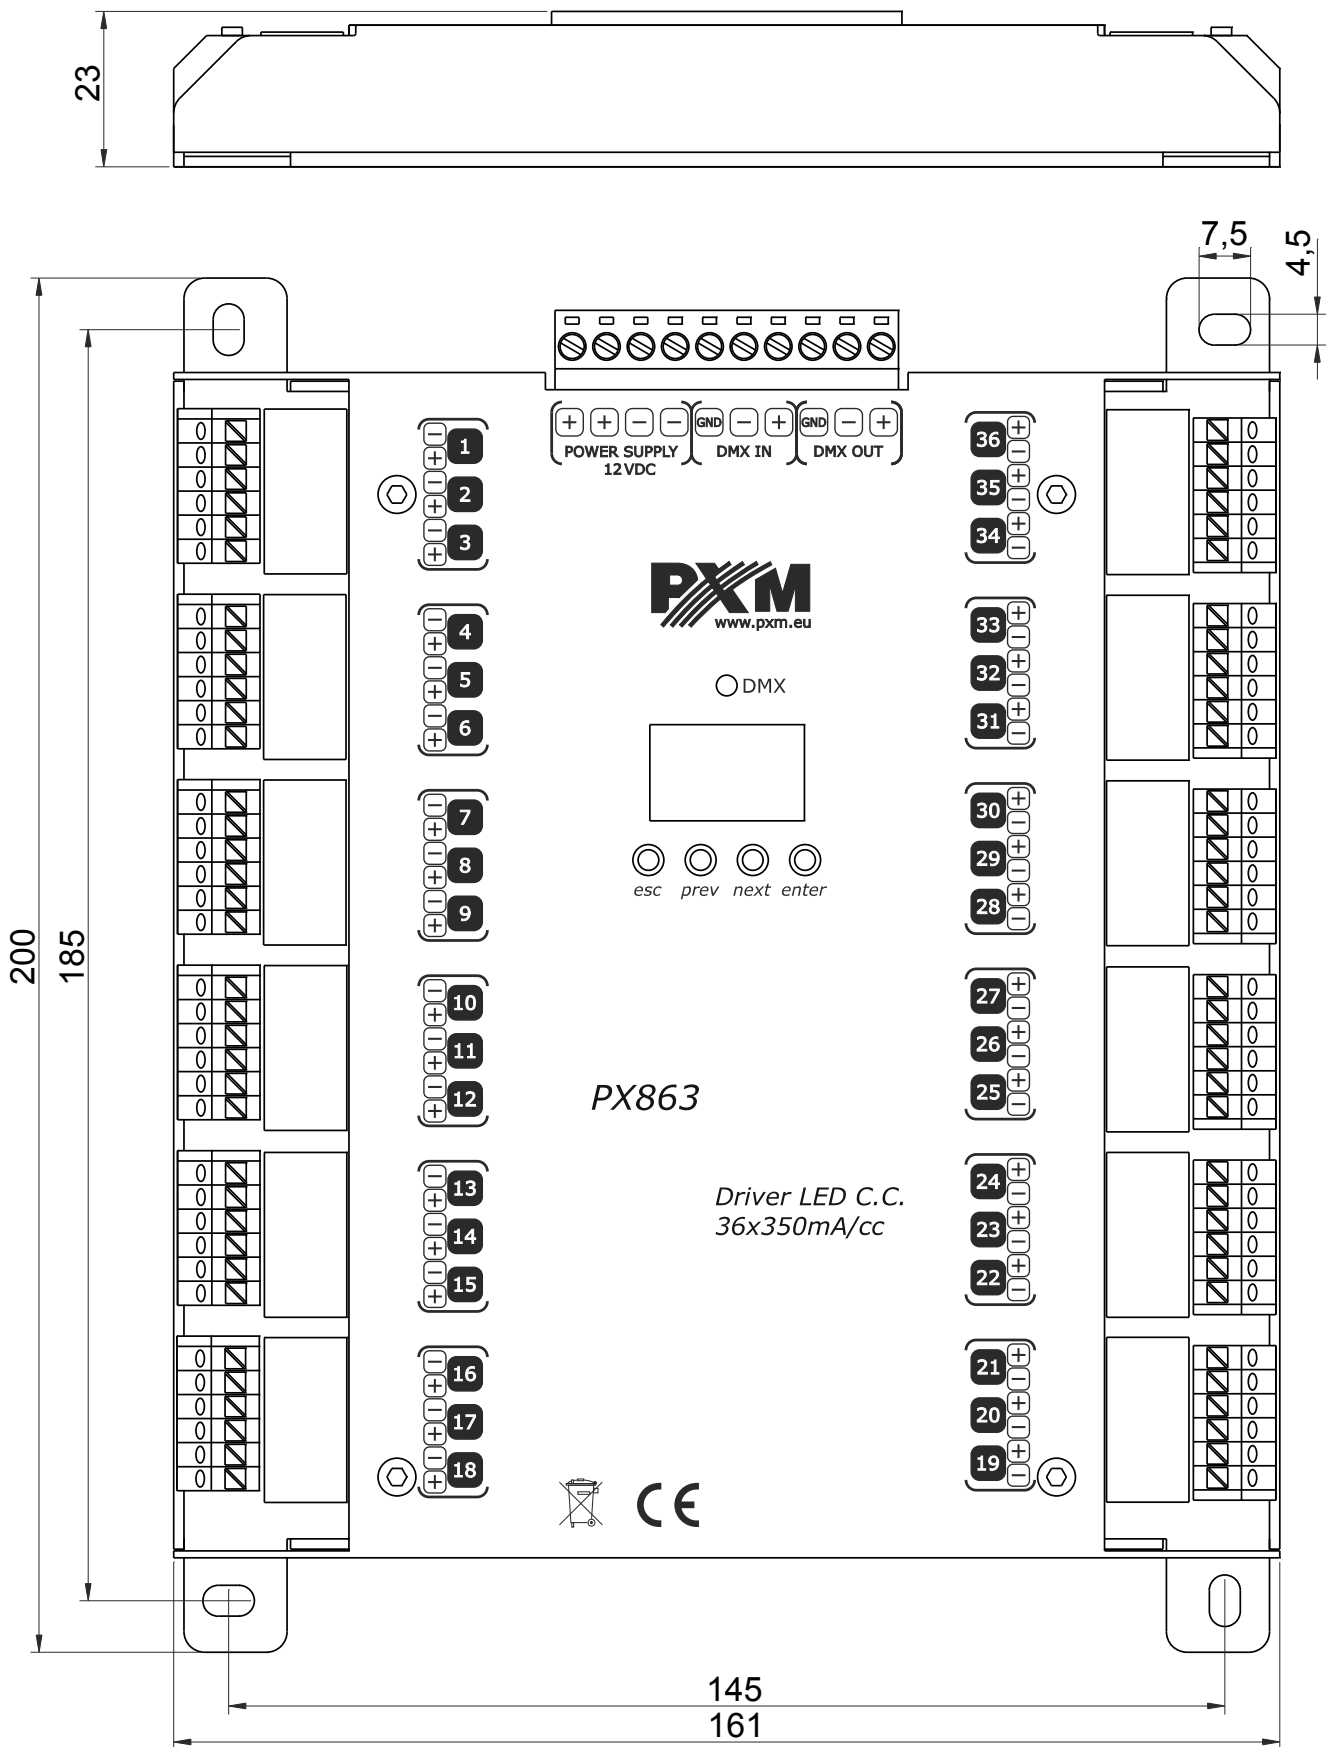 23
7,5
4,5
+ + − − GND − + GND − +
POWER SUPPLY DMX IN DMX OUT
12VDC
− 1 36 +
+ −
− 2 35 +
+ −
− 3 34 +
+ −
PXM
www.pxm.eu
− 4 33 +
+ −
− 5 32 +
+ −
− 6 31 +
+ −
DMX
− 7 30 +
+ −
− 8 29 +
+ −
− 9 28 +
+ −
esc prev next enter
200
185
− 10 27 +
+ −
− 11 26 +
+ −
− 12 25 +
+ −
PX863
− 13 24 +
+ −
− 14 23 +
+ −
− 15 22 +
+ −
Driver LED C.C.
36x350mA/cc
− 16 21 +
+ −
− 17 20 +
+ −
− 18 19 +
+ −
CE
145
161